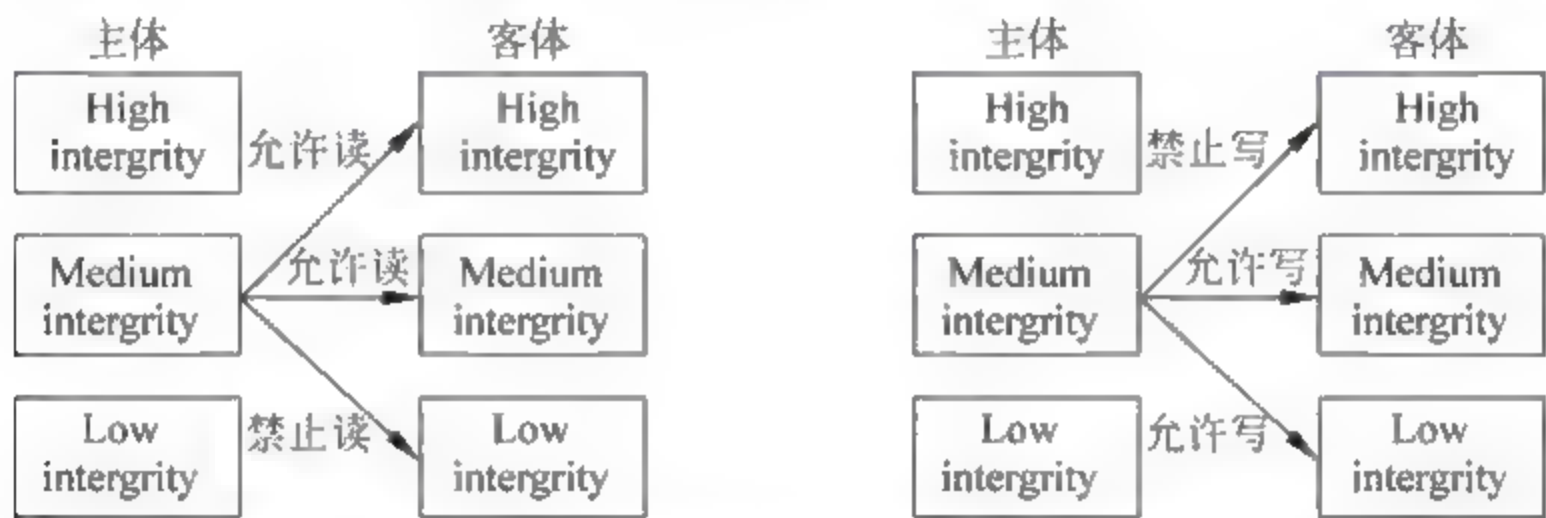 主体 客体 主体 客体
High High High High
intergrity 允许读 intergrity intergrity 禁止写 intergrity
允许读 允许写
Medium Medium Medium Medium
intergrity intergrity intergrity intergrity
Low 禁止读 Low Low 允许写 Low
intergrity intergrity intergrity intergrity